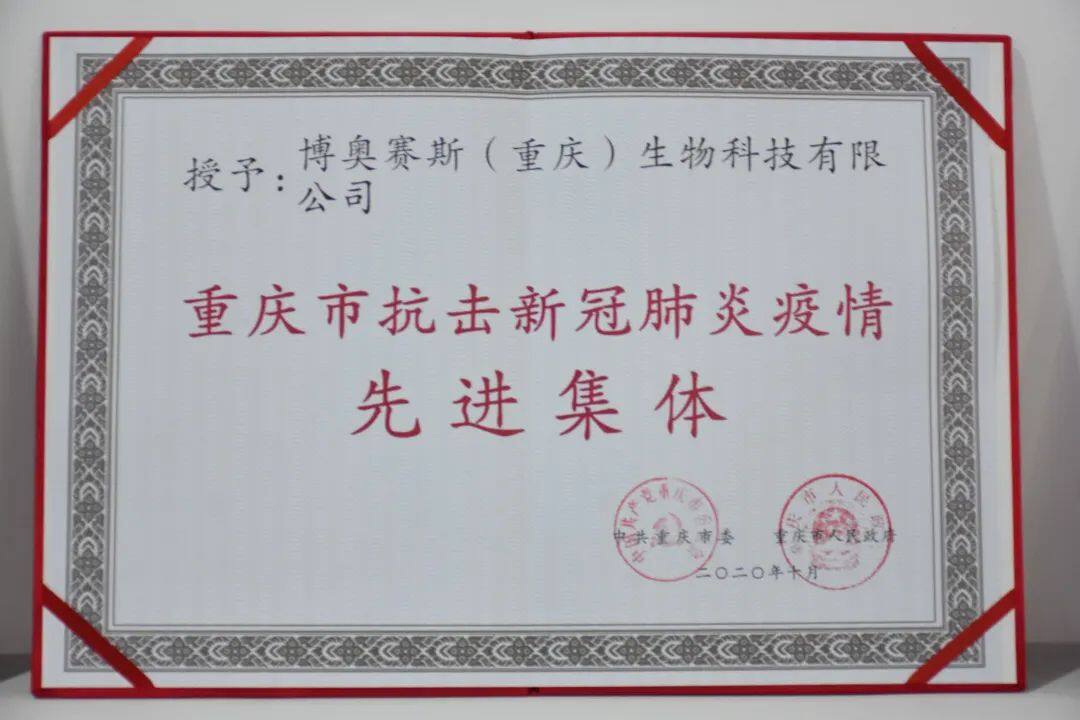 授予：博奥赛斯（重庆）生物科技有限
公司
重庆市抗击新冠肺炎疫情
先进集体
中共重庆市委 重庆市人民政府
二〇二〇年十月